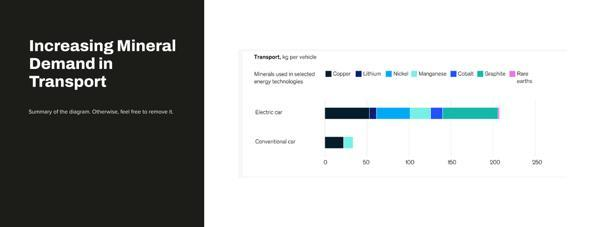 Increasing Mineral
Demand in
Transport
Summary of the diagram. Otherwise, feel free to remove it.
Transport, kg per vehicle
Minerals used in selected
energy technologies
Copper Lithium Nickel Manganese Cobalt Graphite Rare
earths
Electric car
Conventional car
0 50 100 150 200 250